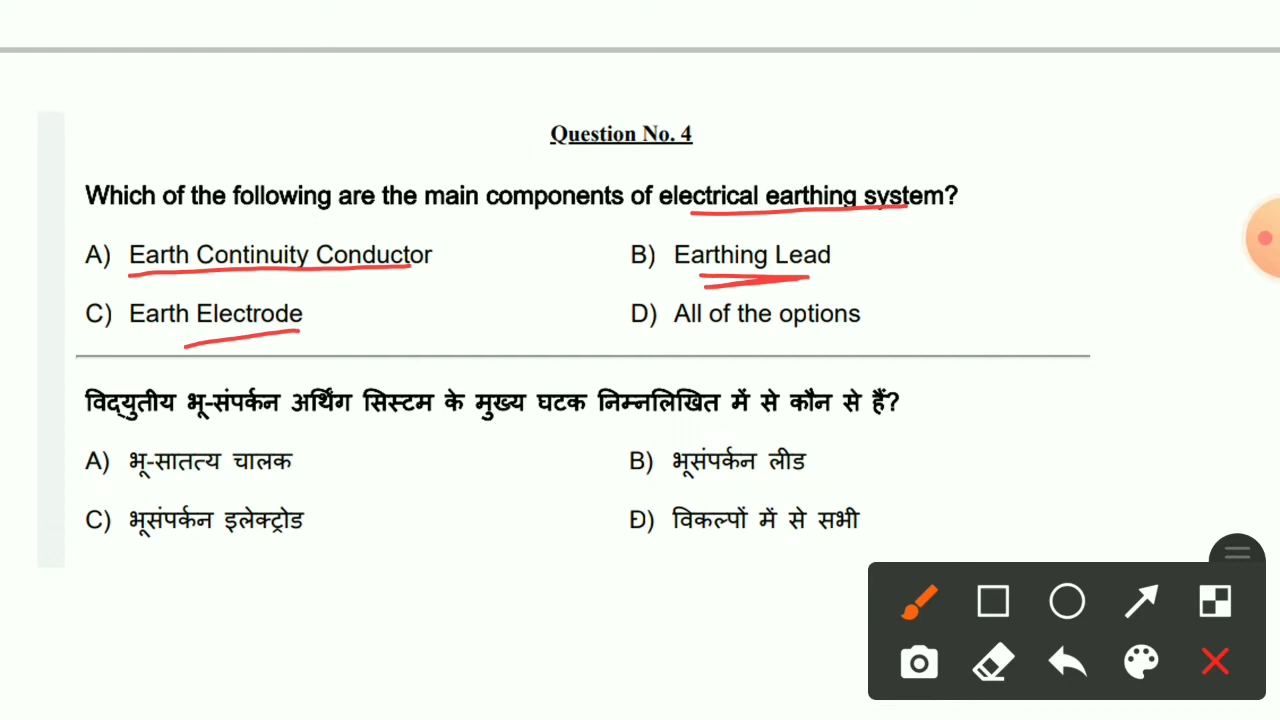 Question No. 4
Which of the following are the main components of electrical earthing system?
A) Earth Continuity Conductor B) Earthing Lead
C) Earth Electrode D) All of the options
विद्युतीय भू-संपर्कन अर्थिंग सिस्टम के मुख्य घटक निम्नलिखित में से कौन से हैं?
A) भू-सातत्य चालक B) भूसंपर्कन लीड
C) भूसंपर्कन इलेक्ट्रोड D) विकल्पों में से सभी